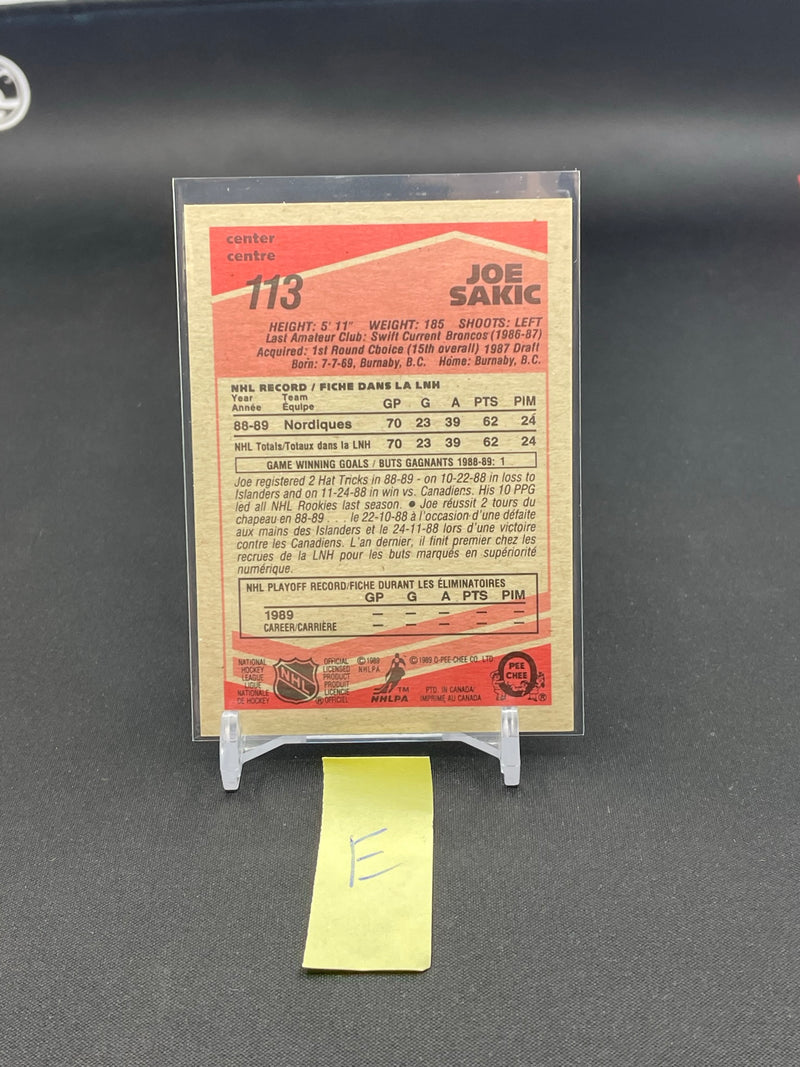 center
centre
113
JOE
SAKIC
HEIGHT: 5' 11" WEIGHT: 185 SHOOTS: LEFT
Last Amateur Club: Swift Current Broncos (1986-87)
Acquired: 1st Round Choice (15th overall) 1987 Draft
Born: 7-7-69, Burnaby, B.C. Home: Burnaby, B.C.
NHL RECORD / FICHE DANS LA LNH
Year Team GP G A PTS PIM
Année Équipe
88-89 Nordiques 70 23 39 62 24
NHL Totals/Totaux dans la LNH 70 23 39 62 24
GAME WINNING GOALS / BUTS GAGNANTS 1988-89: 1
Joe registered 2 Hat Tricks in 88-89 - on 10-22-88 in loss to
Islanders and on 11-24-88 in win vs. Canadiens. His 10 PPG
led all NHL Rookies last season. ● Joe réussit 2 tours du
chapeau en 88-89 . . . le 22-10-88 à l'occasion d'une défaite
aux mains des Islanders et le 24-11-88 lors d'une victoire
contre les Canadiens. L'an dernier, il finit premier chez les
recrues de la LNH pour les buts marqués en supériorité
numérique.
NHL PLAYOFF RECORD/FICHE DURANT LES ÉLIMINATOIRES
GP G A PTS PIM
1989 — — — — —
CAREER/CARRIÈRE — — — — —
NATIONAL
HOCKEY
LEAGUE
LIGUE
NATIONALE
DE HOCKEY
NHL
®
OFFICIAL
LICENSED
PRODUCT
PRODUIT
LICENCIÉ
OFFICIEL
© 1989
NHLPA
TM
NHLPA
© 1989 O-PEE-CHEE CO. LTD
PTD. IN CANADA
IMPRIMÉ AU CANADA
O
PEE
CHEE
®
E